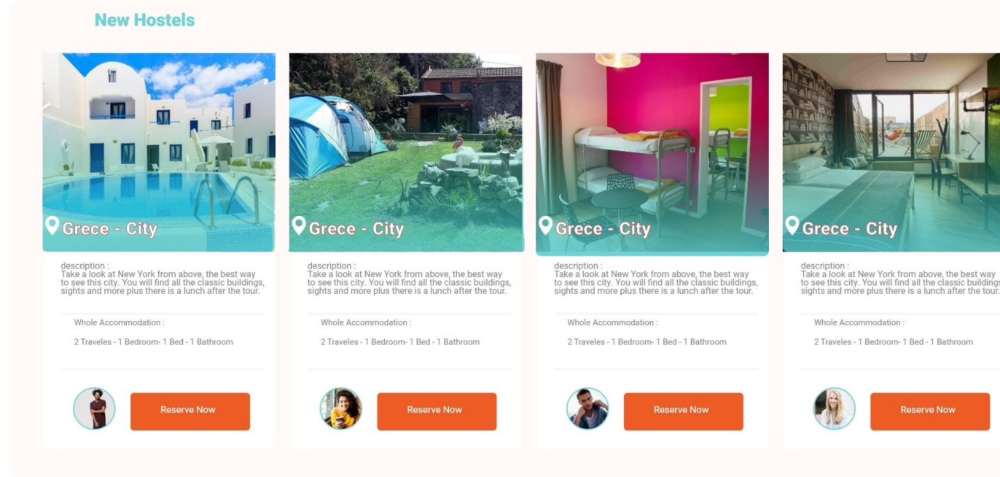 New Hostels
Grece - City
description :
Take a look at New York from above, the best way
to see this city. You will find all the classic buildings,
sights and more plus there is a lunch after the tour.
Whole Accommodation :
2 Traveles - 1 Bedroom- 1 Bed - 1 Bathroom
Reserve Now
Grece - City
description :
Take a look at New York from above, the best way
to see this city. You will find all the classic buildings,
sights and more plus there is a lunch after the tour.
Whole Accommodation :
2 Traveles - 1 Bedroom- 1 Bed - 1 Bathroom
Reserve Now
Grece - City
description :
Take a look at New York from above, the best way
to see this city. You will find all the classic buildings,
sights and more plus there is a lunch after the tour.
Whole Accommodation :
2 Traveles - 1 Bedroom- 1 Bed - 1 Bathroom
Reserve Now
Grece - City
description :
Take a look at New York from above, the best way
to see this city. You will find all the classic buildings
sights and more plus there is a lunch after the tour.
Whole Accommodation :
2 Traveles - 1 Bedroom- 1 Bed - 1 Bathroom
Reserve Now